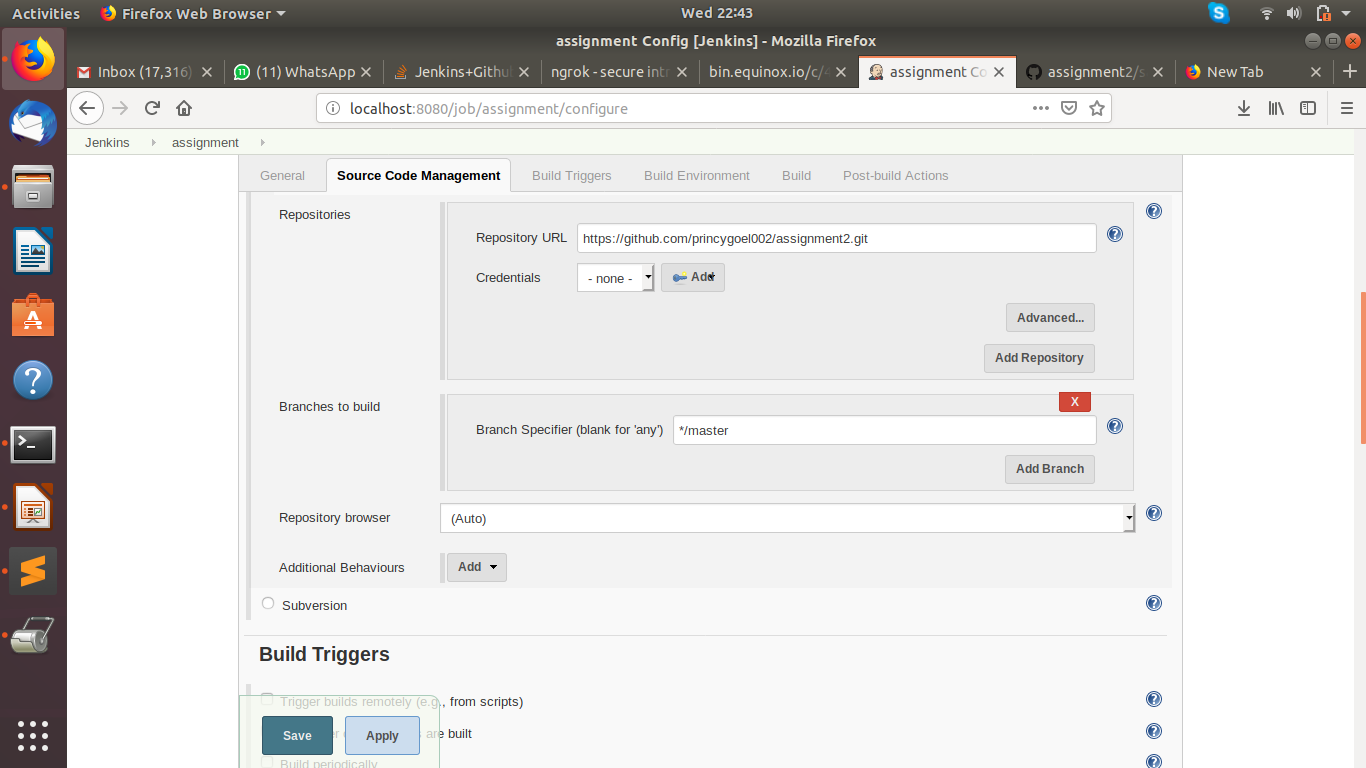 Activities Firefox Web Browser Wed 22:43
assignment Config [Jenkins] - Mozilla Firefox
Inbox (17,316) (11) WhatsApp Jenkins+Github ngrok - secure intr bin.equinox.io/c/4 assignment Co assignment2/s New Tab
localhost:8080/job/assignment/configure
Jenkins assignment
General Source Code Management Build Triggers Build Environment Build Post-build Actions
Repositories
Repository URL https://github.com/princygoel002/assignment2.git
Credentials - none - Add
Advanced...
Add Repository
Branches to build
X
Branch Specifier (blank for 'any') */master
Add Branch
Repository browser (Auto)
Additional Behaviours Add
Subversion
Build Triggers
Trigger builds remotely (e.g., from scripts)
are built
Save Apply
Build periodically